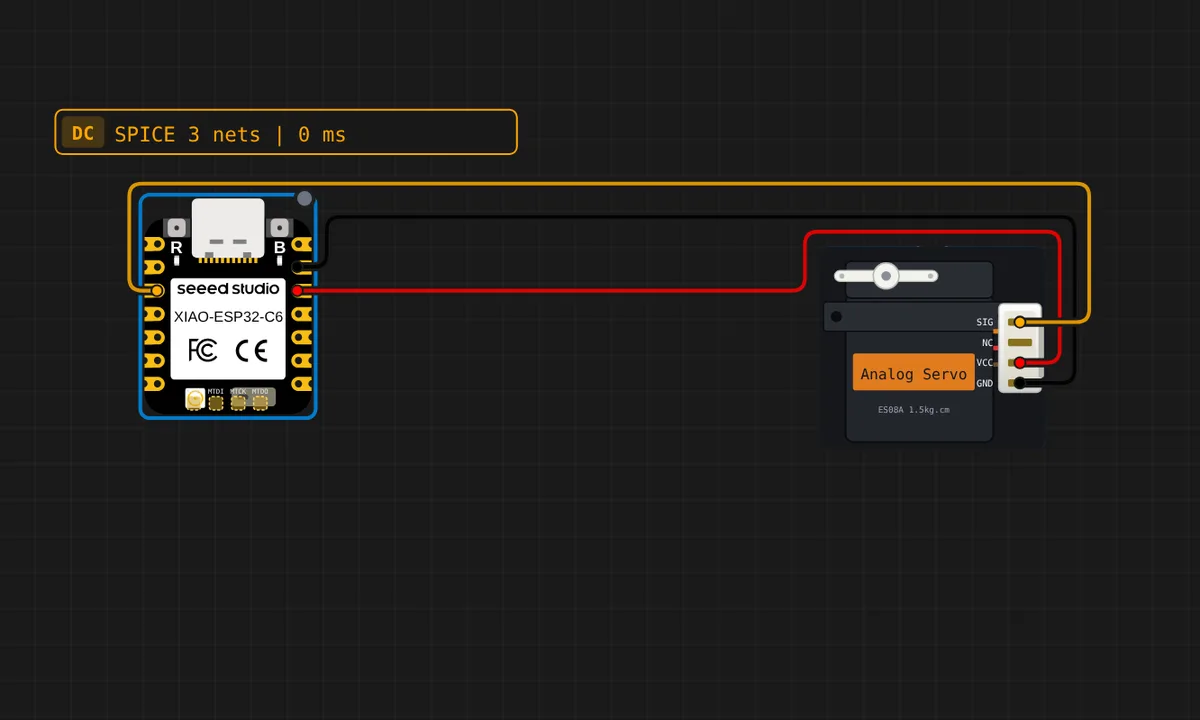 DC SPICE 3 nets | 0 ms
R B
seeed studio
XIAO-ESP32-C6
FC CE
MTDI MTCK MTDO
SIG
NC
VCC
GND
Analog Servo
ES08A 1.5kg.cm